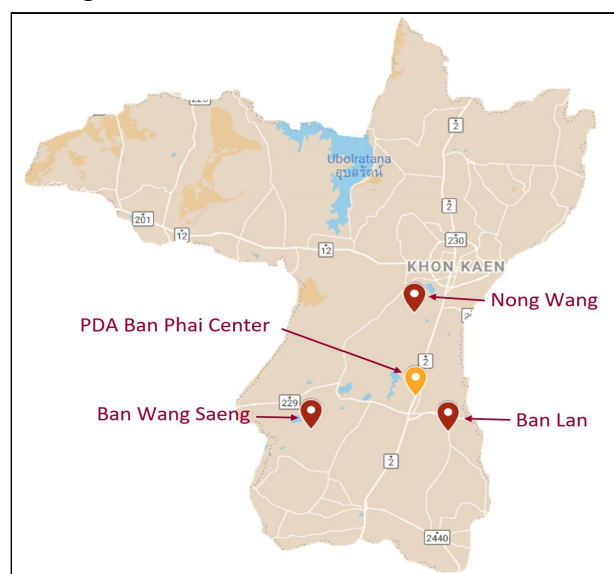 2
Ubolratana
อุบลรัตน์
2
201
12
12
230
KHON KAEN
Nong Wang
PDA Ban Phai Center
2
229
Ban Wang Saeng
Ban Lan
2
2440